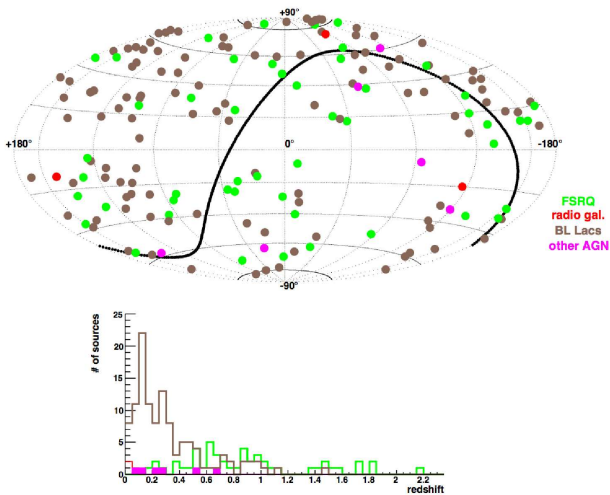 +90°
+180°
0°
-180°
FSRQ
radio gal.
BL Lacs
other AGN
-90°
# of sources
25
20
15
10
5
0
0 0.2 0.4 0.6 0.8 1 1.2 1.4 1.6 1.8 2 2.2
redshift